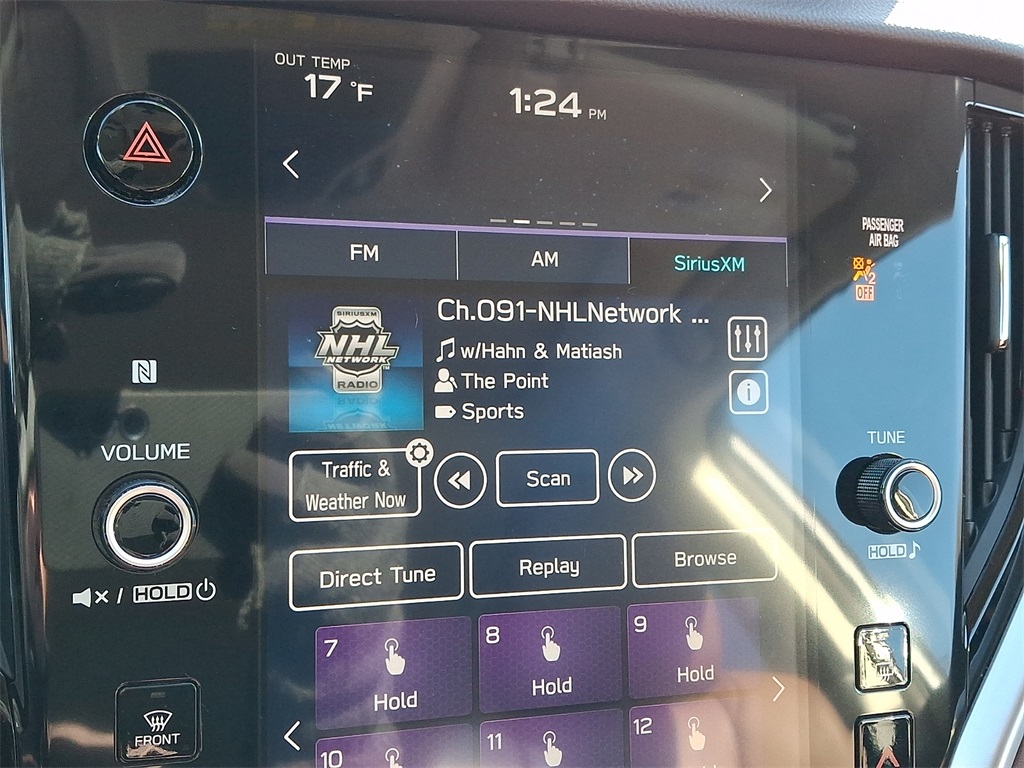 OUT TEMP
17 °F
1:24 PM
PASSENGER
AIR BAG
2
OFF
FM
AM
SiriusXM
SIRIUSXM
NHL
NETWORK
RADIO
Ch.091-NHLNetwork ...
w/Hahn & Matiash
The Point
Sports
i
N
VOLUME
TUNE
Traffic &
Weather Now
Scan
HOLD
Direct Tune
Replay
Browse
/ HOLD
7
Hold
8
Hold
9
Hold
FRONT
10
11
12